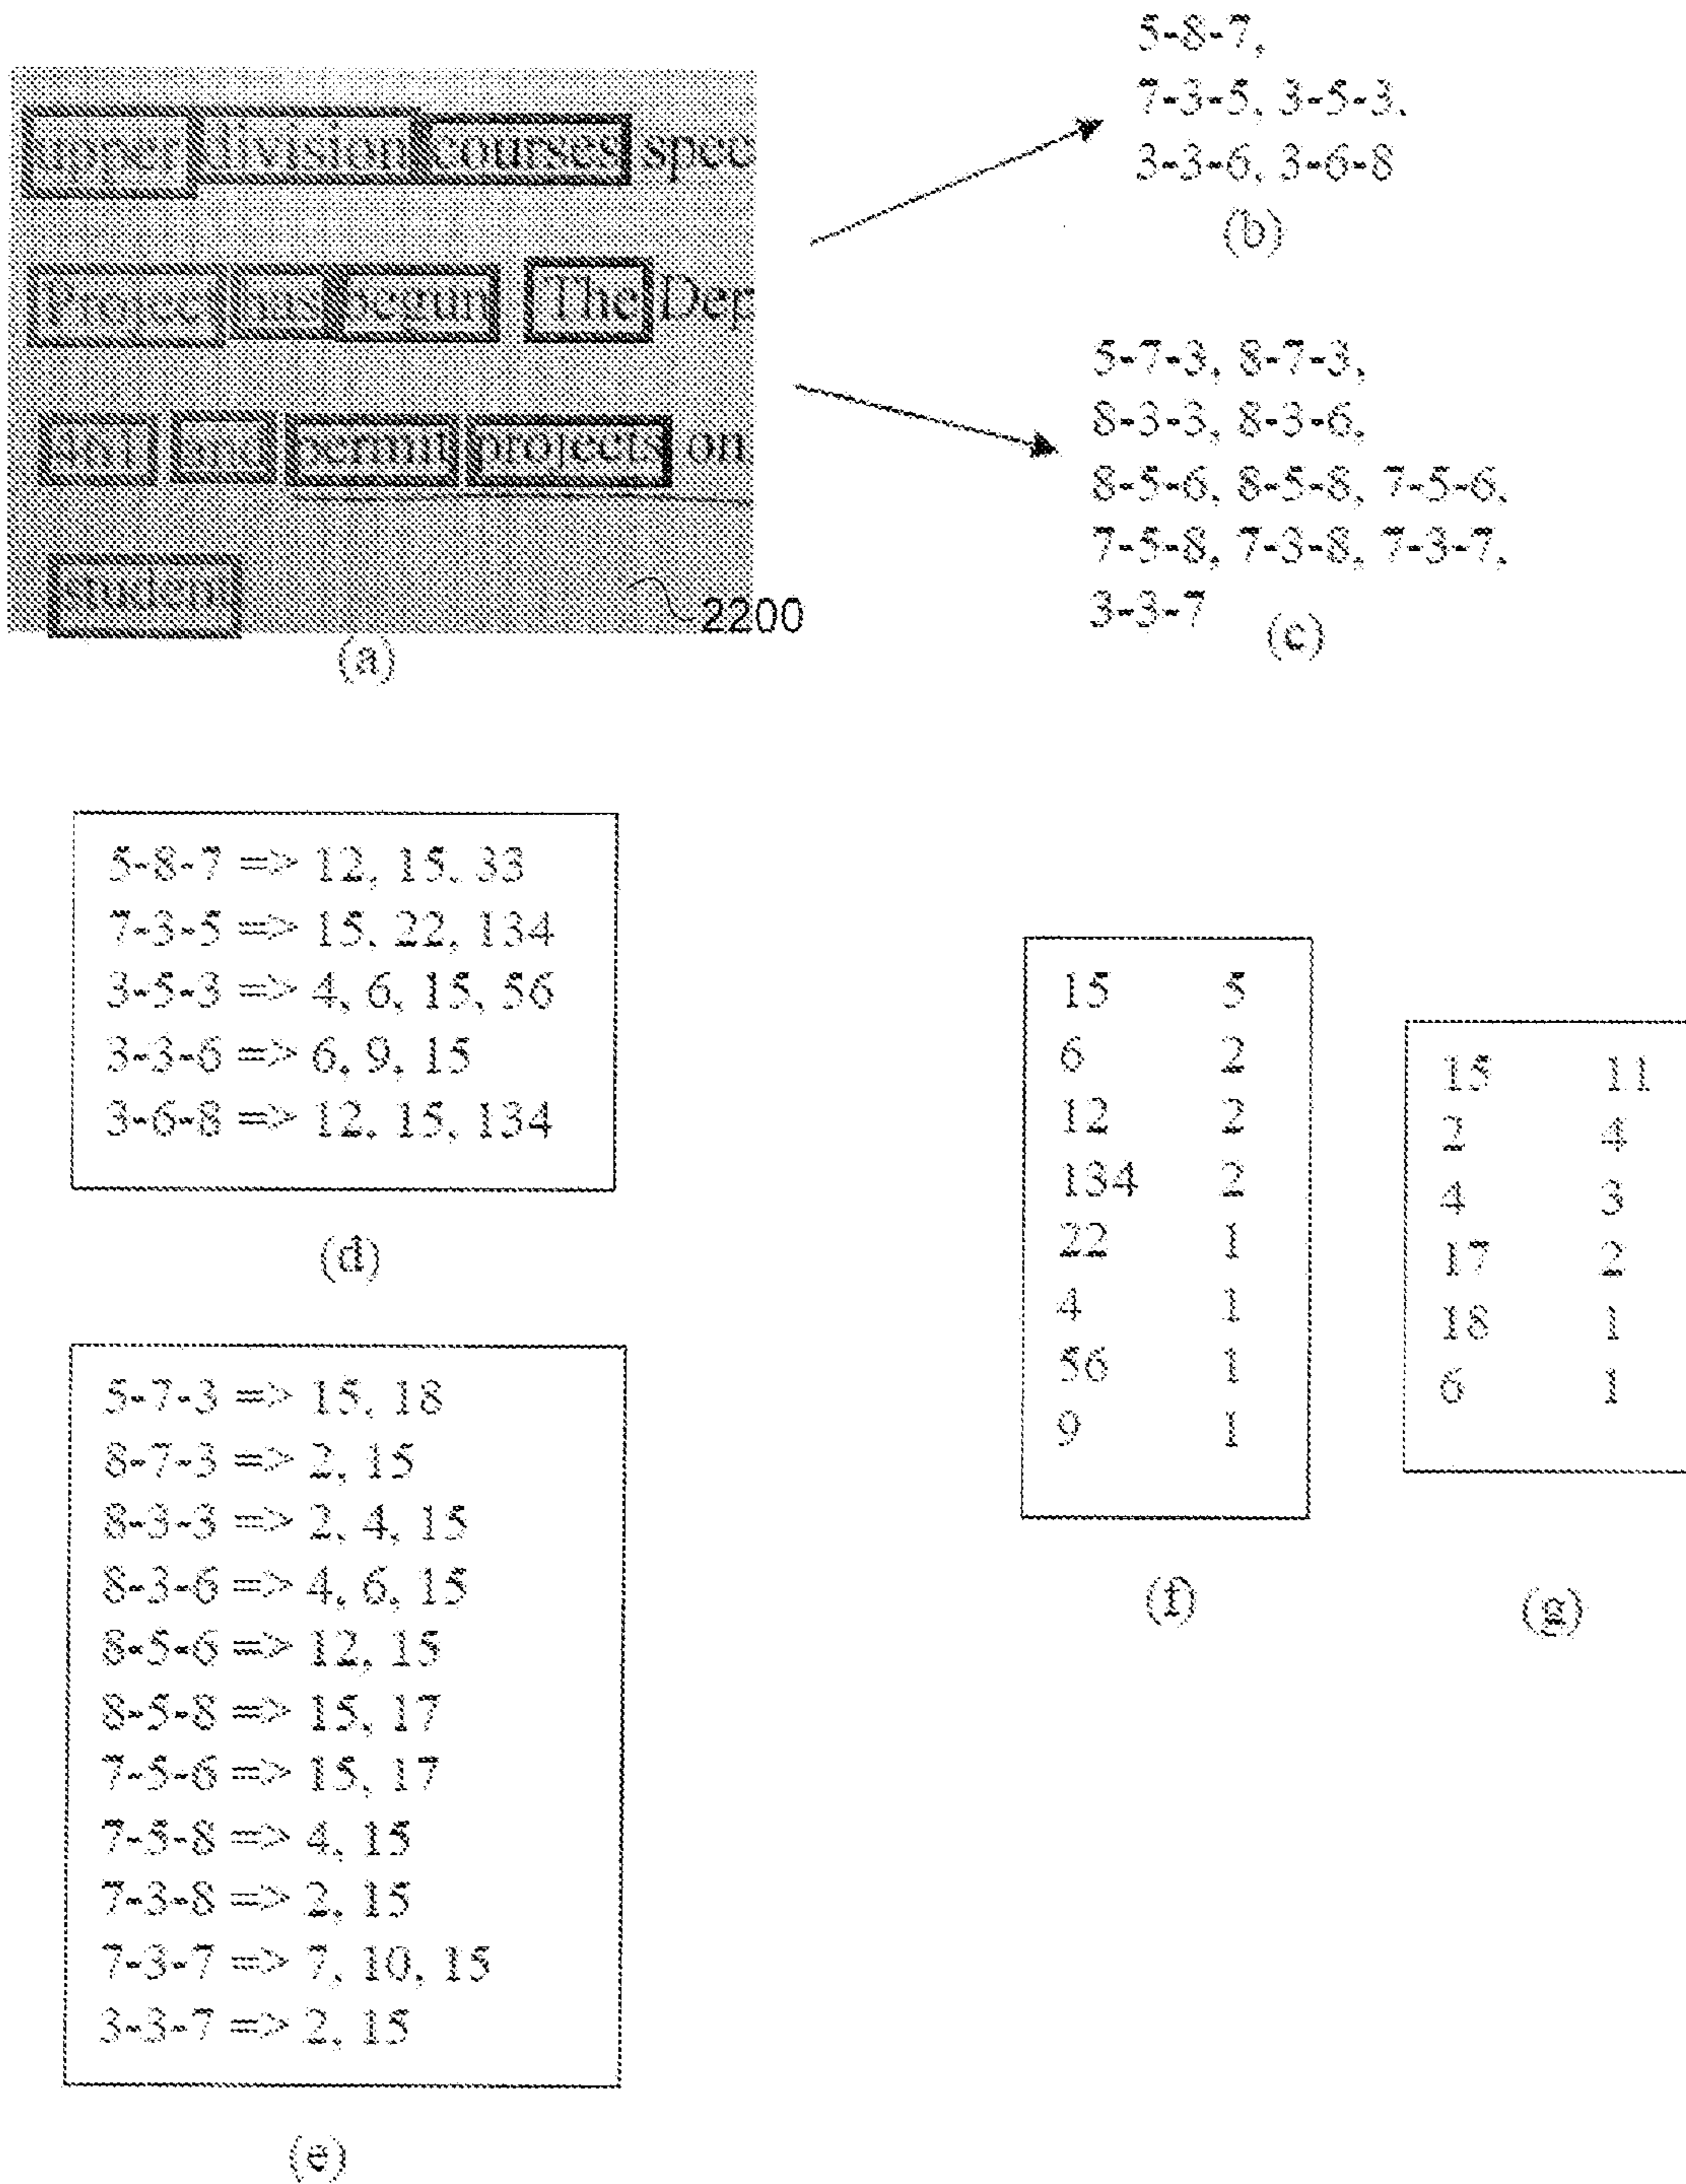 upper division courses spec
Project has begun The Dep
461 and permit projects on
student
2200
(a)
5-8-7,
7-3-5, 3-5-3,
3-3-6, 3-6-8
(b)
5-7-3, 8-7-3,
8-3-3, 8-3-6,
8-5-6, 8-5-8, 7-5-6,
7-5-8, 7-3-8, 7-3-7,
3-3-7
(c)
5-8-7 => 12, 15, 33
7-3-5 => 15, 22, 134
3-5-3 => 4, 6, 15, 56
3-3-6 => 6, 9, 15
3-6-8 => 12, 15, 134
(d)
5-7-3 => 15, 18
8-7-3 => 2, 15
8-3-3 => 2, 4, 15
8-3-6 => 4, 6, 15
8-5-6 => 12, 15
8-5-8 => 15, 17
7-5-6 => 15, 17
7-5-8 => 4, 15
7-3-8 => 2, 15
7-3-7 => 7, 10, 15
3-3-7 => 2, 15
(e)
15 5
6 2
12 2
134 2
22 1
4 1
56 1
9 1
(f)
15 11
2 4
4 3
17 2
18 1
6 1
(g)